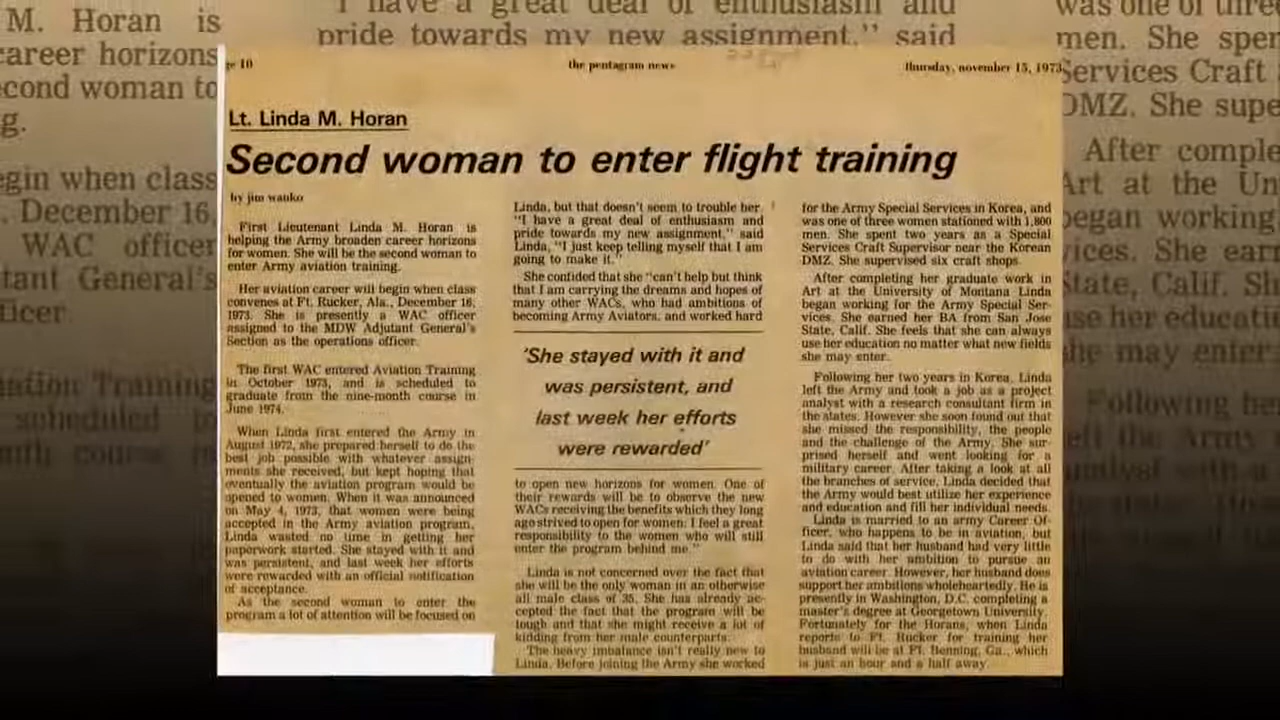 ge 10
the pentagram news
thursday, november 15, 1973
Lt. Linda M. Horan
Second woman to enter flight training
by jim wauko
First Lieutenant Linda M. Horan is
helping the Army broaden career horizons
for women. She will be the second woman to
enter Army aviation training.
Her aviation career will begin when class
convenes at Ft. Rucker, Ala., December 16,
1973. She is presently a WAC officer
assigned to the MDW Adjutant General's
Section as the operations officer.
The first WAC entered Aviation Training
in October 1973, and is scheduled to
graduate from the nine-month course in
June 1974.
When Linda first entered the Army in
August 1972, she prepared herself to do the
best job possible with whatever assign-
ments she received, but kept hoping that
eventually the aviation program would be
opened to women. When it was announced
on May 4, 1973, that women were being
accepted in the Army aviation program,
Linda wasted no time in getting her
paperwork started. She stayed with it and
was persistent, and last week her efforts
were rewarded with an official notification
of acceptance.
As the second woman to enter the
program a lot of attention will be focused on
Linda, but that doesn't seem to trouble her.
"I have a great deal of enthusiasm and
pride towards my new assignment," said
Linda, "I just keep telling myself that I am
going to make it."
She confided that she "can't help but think
that I am carrying the dreams and hopes of
many other WACs, who had ambitions of
becoming Army Aviators, and worked hard
'She stayed with it and
was persistent, and
last week her efforts
were rewarded'
to open new horizons for women. One of
their rewards will be to observe the new
WACs receiving the benefits which they long
ago strived to open for women. I feel a great
responsibility to the women who will still
enter the program behind me."
Linda is not concerned over the fact that
she will be the only woman in an otherwise
all male class of 35. She has already ac-
cepted the fact that the program will be
tough and that she might receive a lot of
kidding from her male counterparts.
The heavy imbalance isn't really new to
Linda. Before joining the Army she worked
for the Army Special Services in Korea, and
was one of three women stationed with 1,800
men. She spent two years as a Special
Services Craft Supervisor near the Korean
DMZ. She supervised six craft shops.
After completing her graduate work in
Art at the University of Montana Linda
began working for the Army Special Ser-
vices. She earned her BA from San Jose
State, Calif. She feels that she can always
use her education no matter what new fields
she may enter.
Following her two years in Korea, Linda
left the Army and took a job as a project
analyst with a research consultant firm in
the states. However she soon found out that
she missed the responsibility, the people
and the challenge of the Army. She sur-
prised herself and went looking for a
military career. After taking a look at all
the branches of service, Linda decided that
the Army would best utilize her experience
and education and fill her individual needs.
Linda is married to an army Career Of-
ficer, who happens to be in aviation, but
Linda said that her husband had very little
to do with her ambition to pursue an
aviation career. However, her husband does
support her ambitions wholeheartedly. He is
presently in Washington, D.C. completing a
master's degree at Georgetown University.
Fortunately for the Horans, when Linda
reports to Ft. Rucker for training her
husband will be at Ft. Benning, Ga., which
is just an hour and a half away.